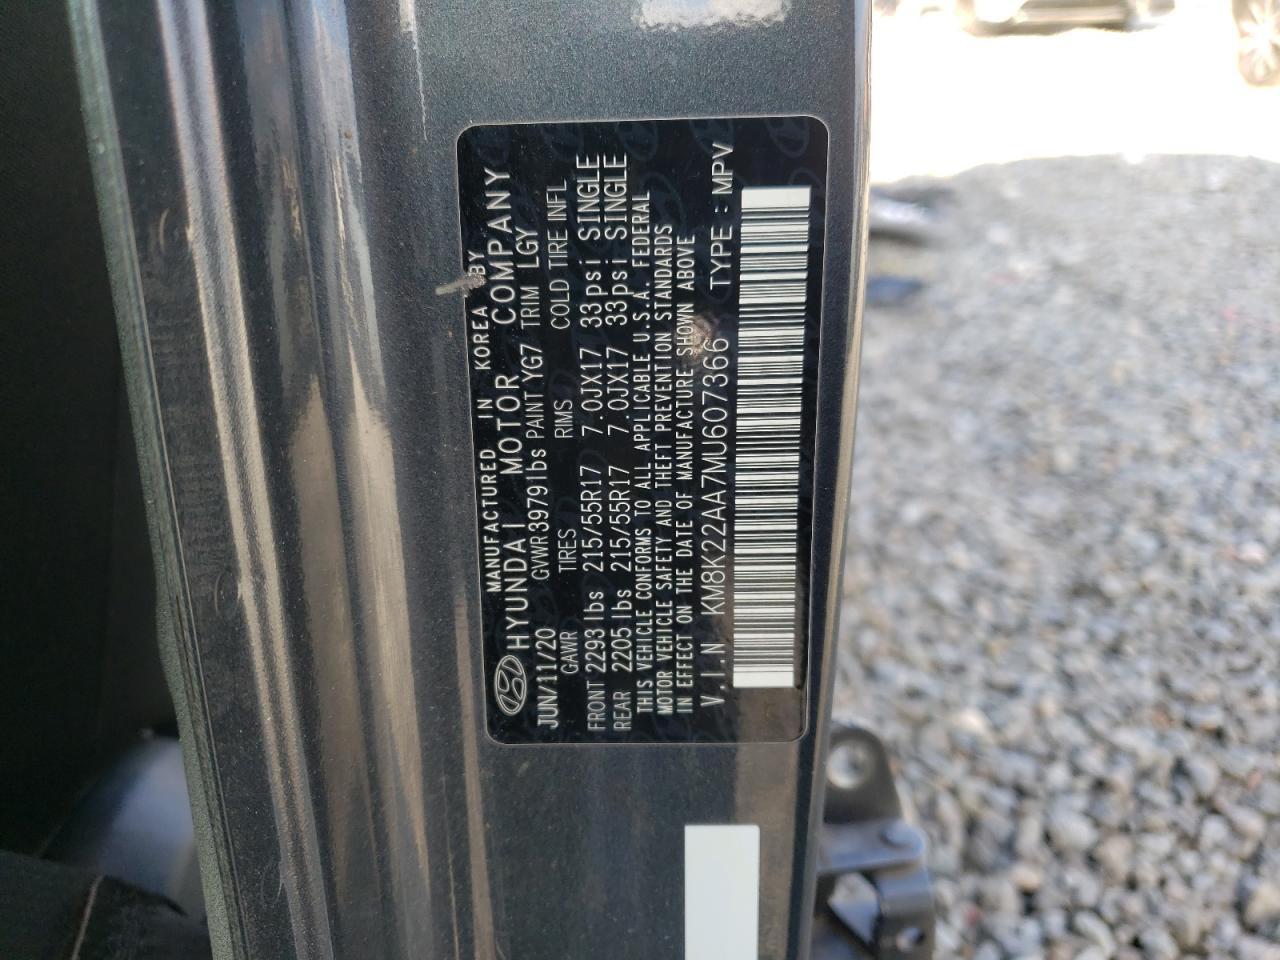 MANUFACTURED IN KOREA BY
HYUNDAI MOTOR COMPANY
JUN/11/20 GVWR 3979lbs PAINT YG7 TRIM LGY
GAWR TIRES RIMS COLD TIRE INFL
FRONT 2293lbs 215/55R17 7.0JX17 33psi SINGLE
REAR 2205lbs 215/55R17 7.0JX17 33psi SINGLE
THIS VEHICLE CONFORMS TO ALL APPLICABLE U.S.A. FEDERAL
MOTOR VEHICLE SAFETY AND THEFT PREVENTION STANDARDS
IN EFFECT ON THE DATE OF MANUFACTURE SHOWN ABOVE
V.I.N KM8K22AA7MU607366 TYPE : MPV